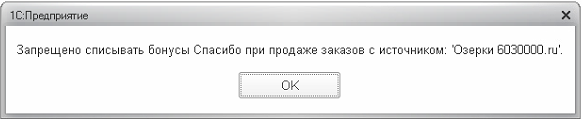 1С:Предприятие
Запрещено списывать бонусы Спасибо при продаже заказов с источником: 'Озерки 6030000.ru'.
OK